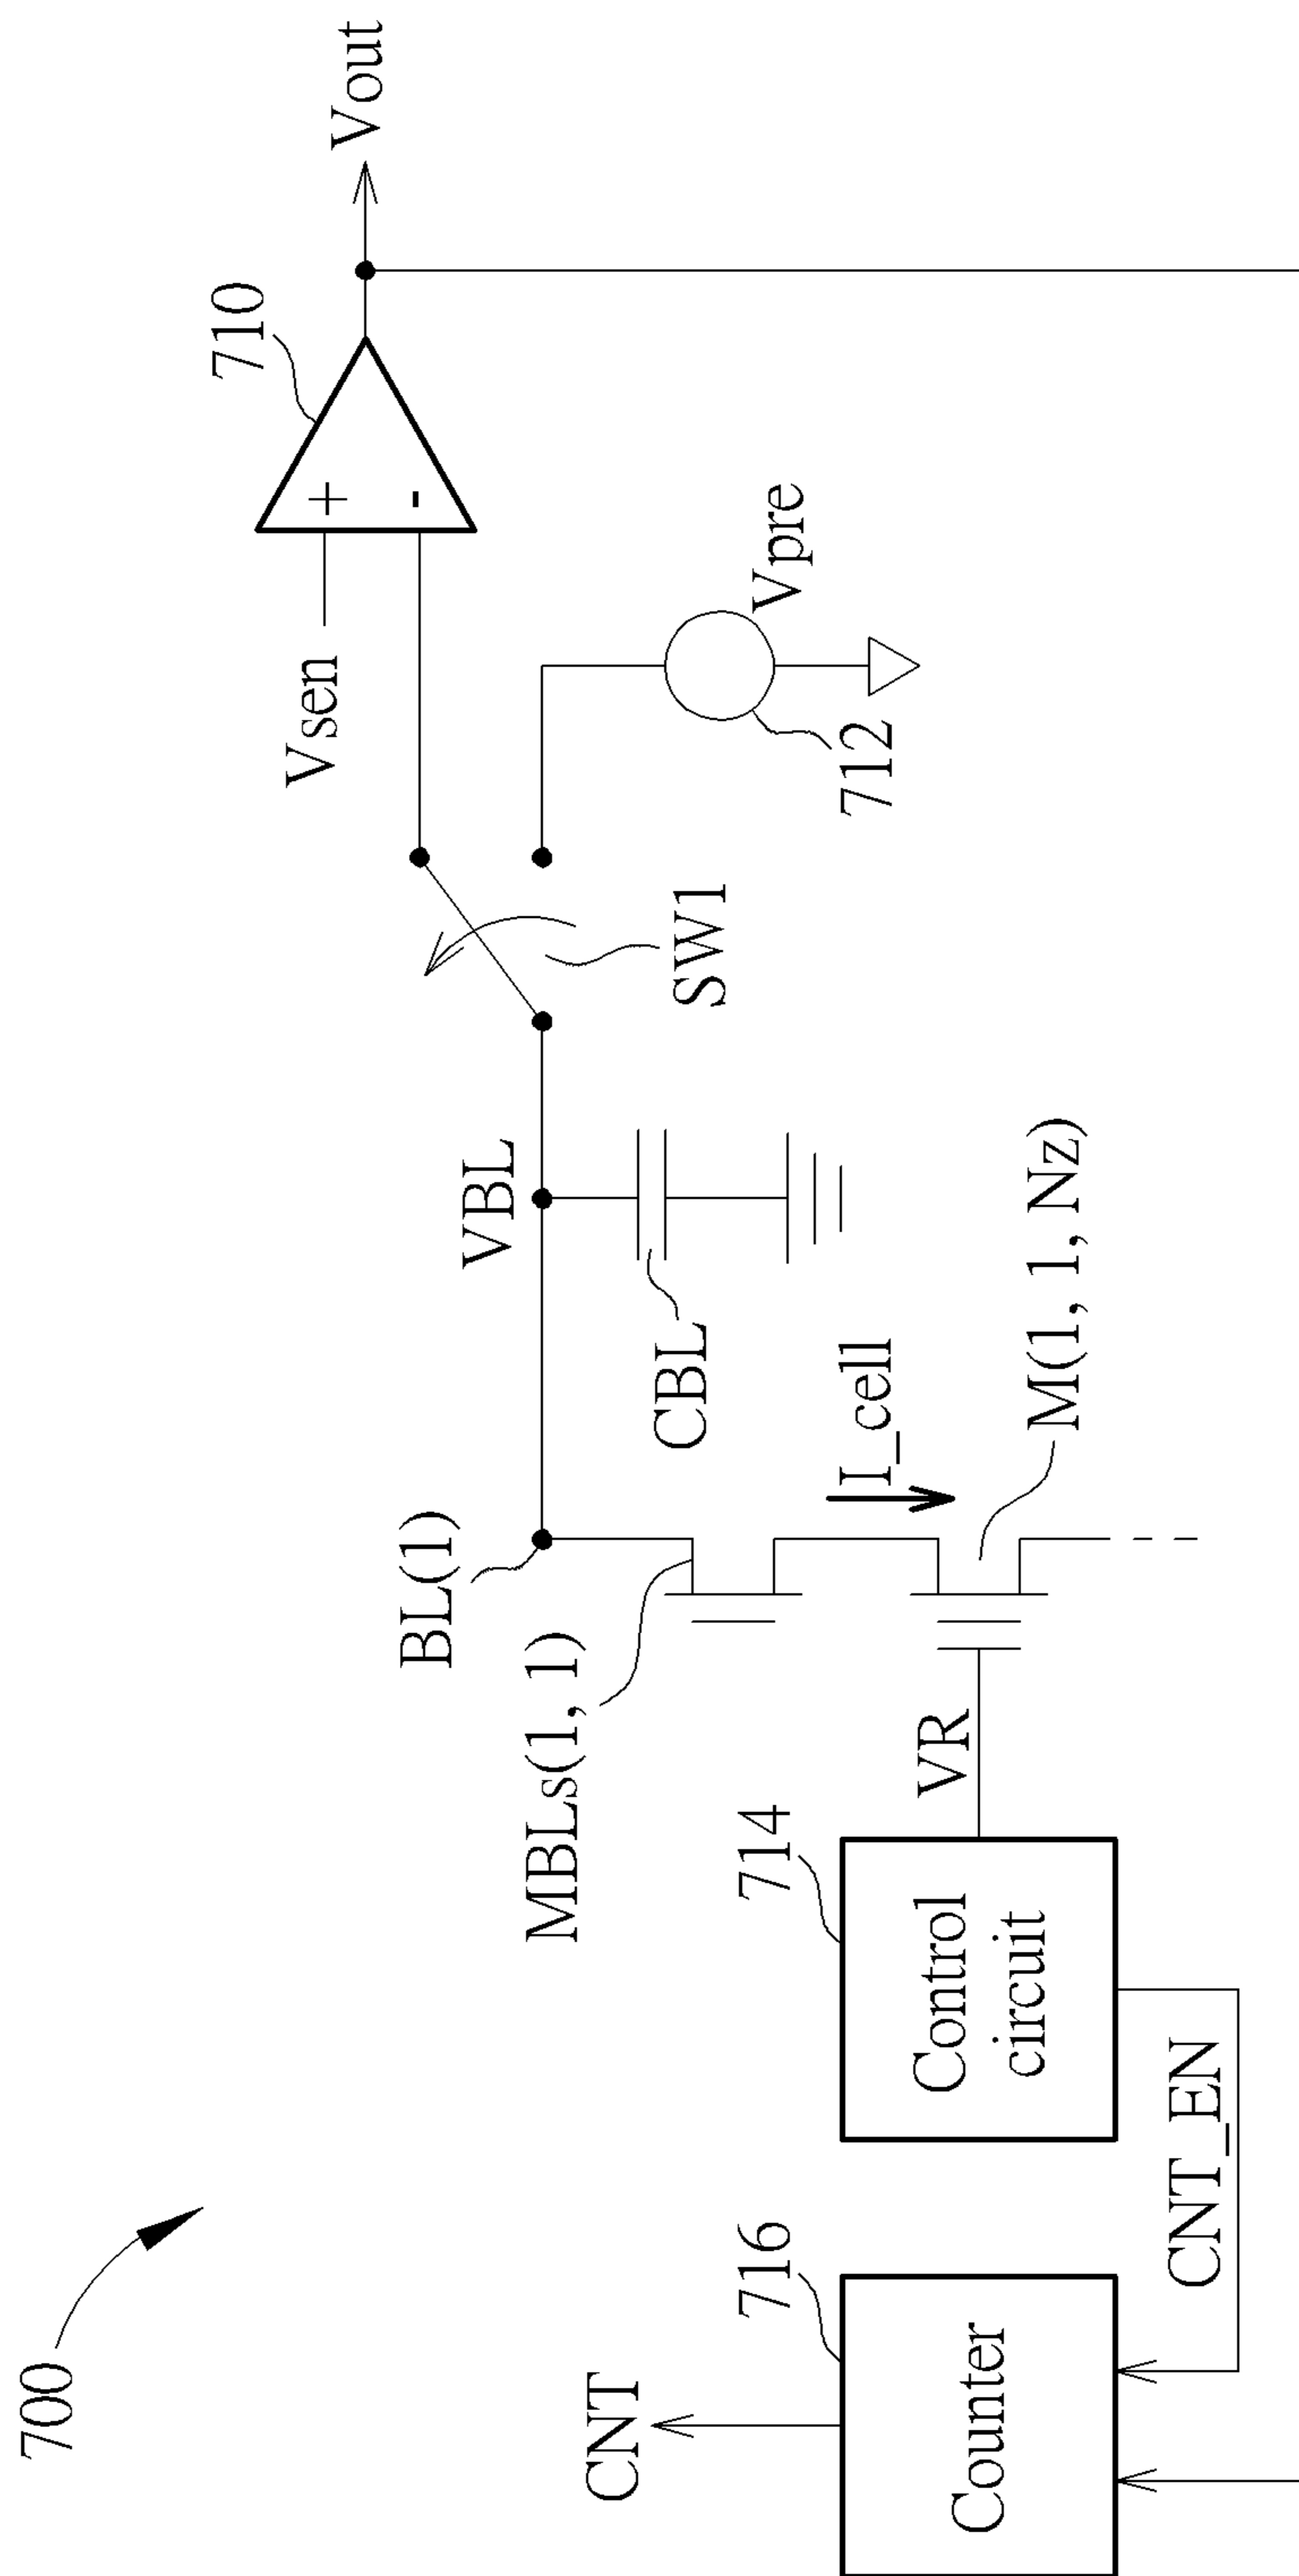 700
CNT
716
Counter
CNT_EN
714
Control
circuit
VR
MBLs(1, 1)
BL(1)
I_cell
M(1, 1, Nz)
CBL
VBL
SW1
Vsen
712
Vpre
710
+
-
Vout